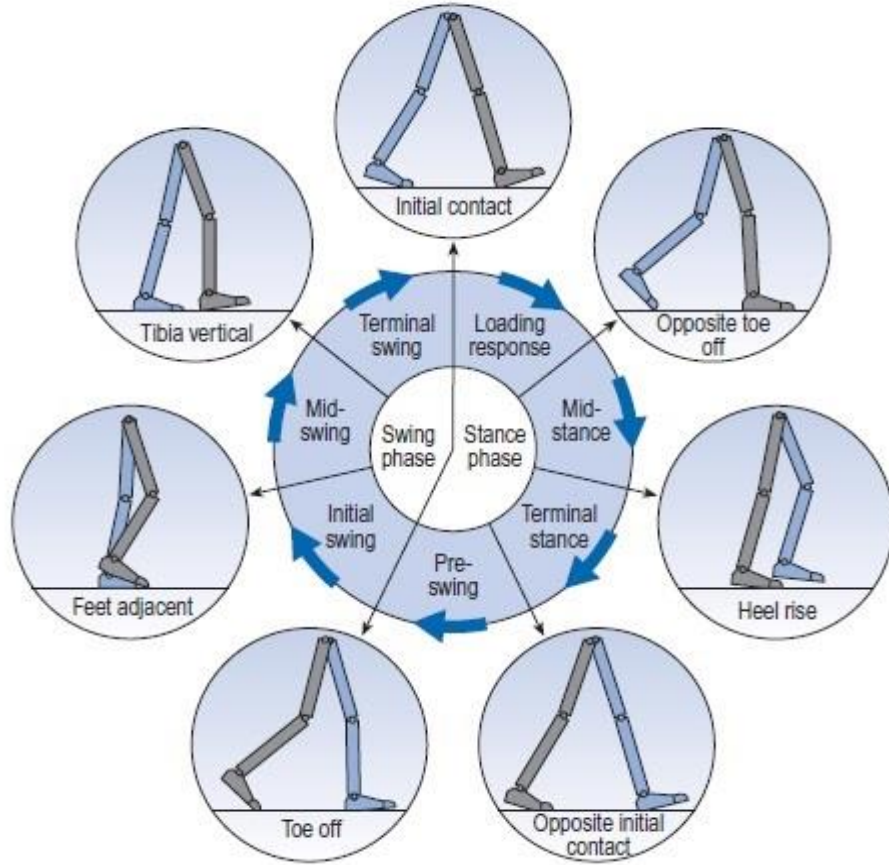 Initial contact
Tibia vertical
Opposite toe
off
Terminal
swing
Loading
response
Mid-
swing
Swing
phase
Stance
phase
Mid-
stance
Initial
swing
Terminal
stance
Pre-
swing
Feet adjacent
Heel rise
Toe off
Opposite initial
contact